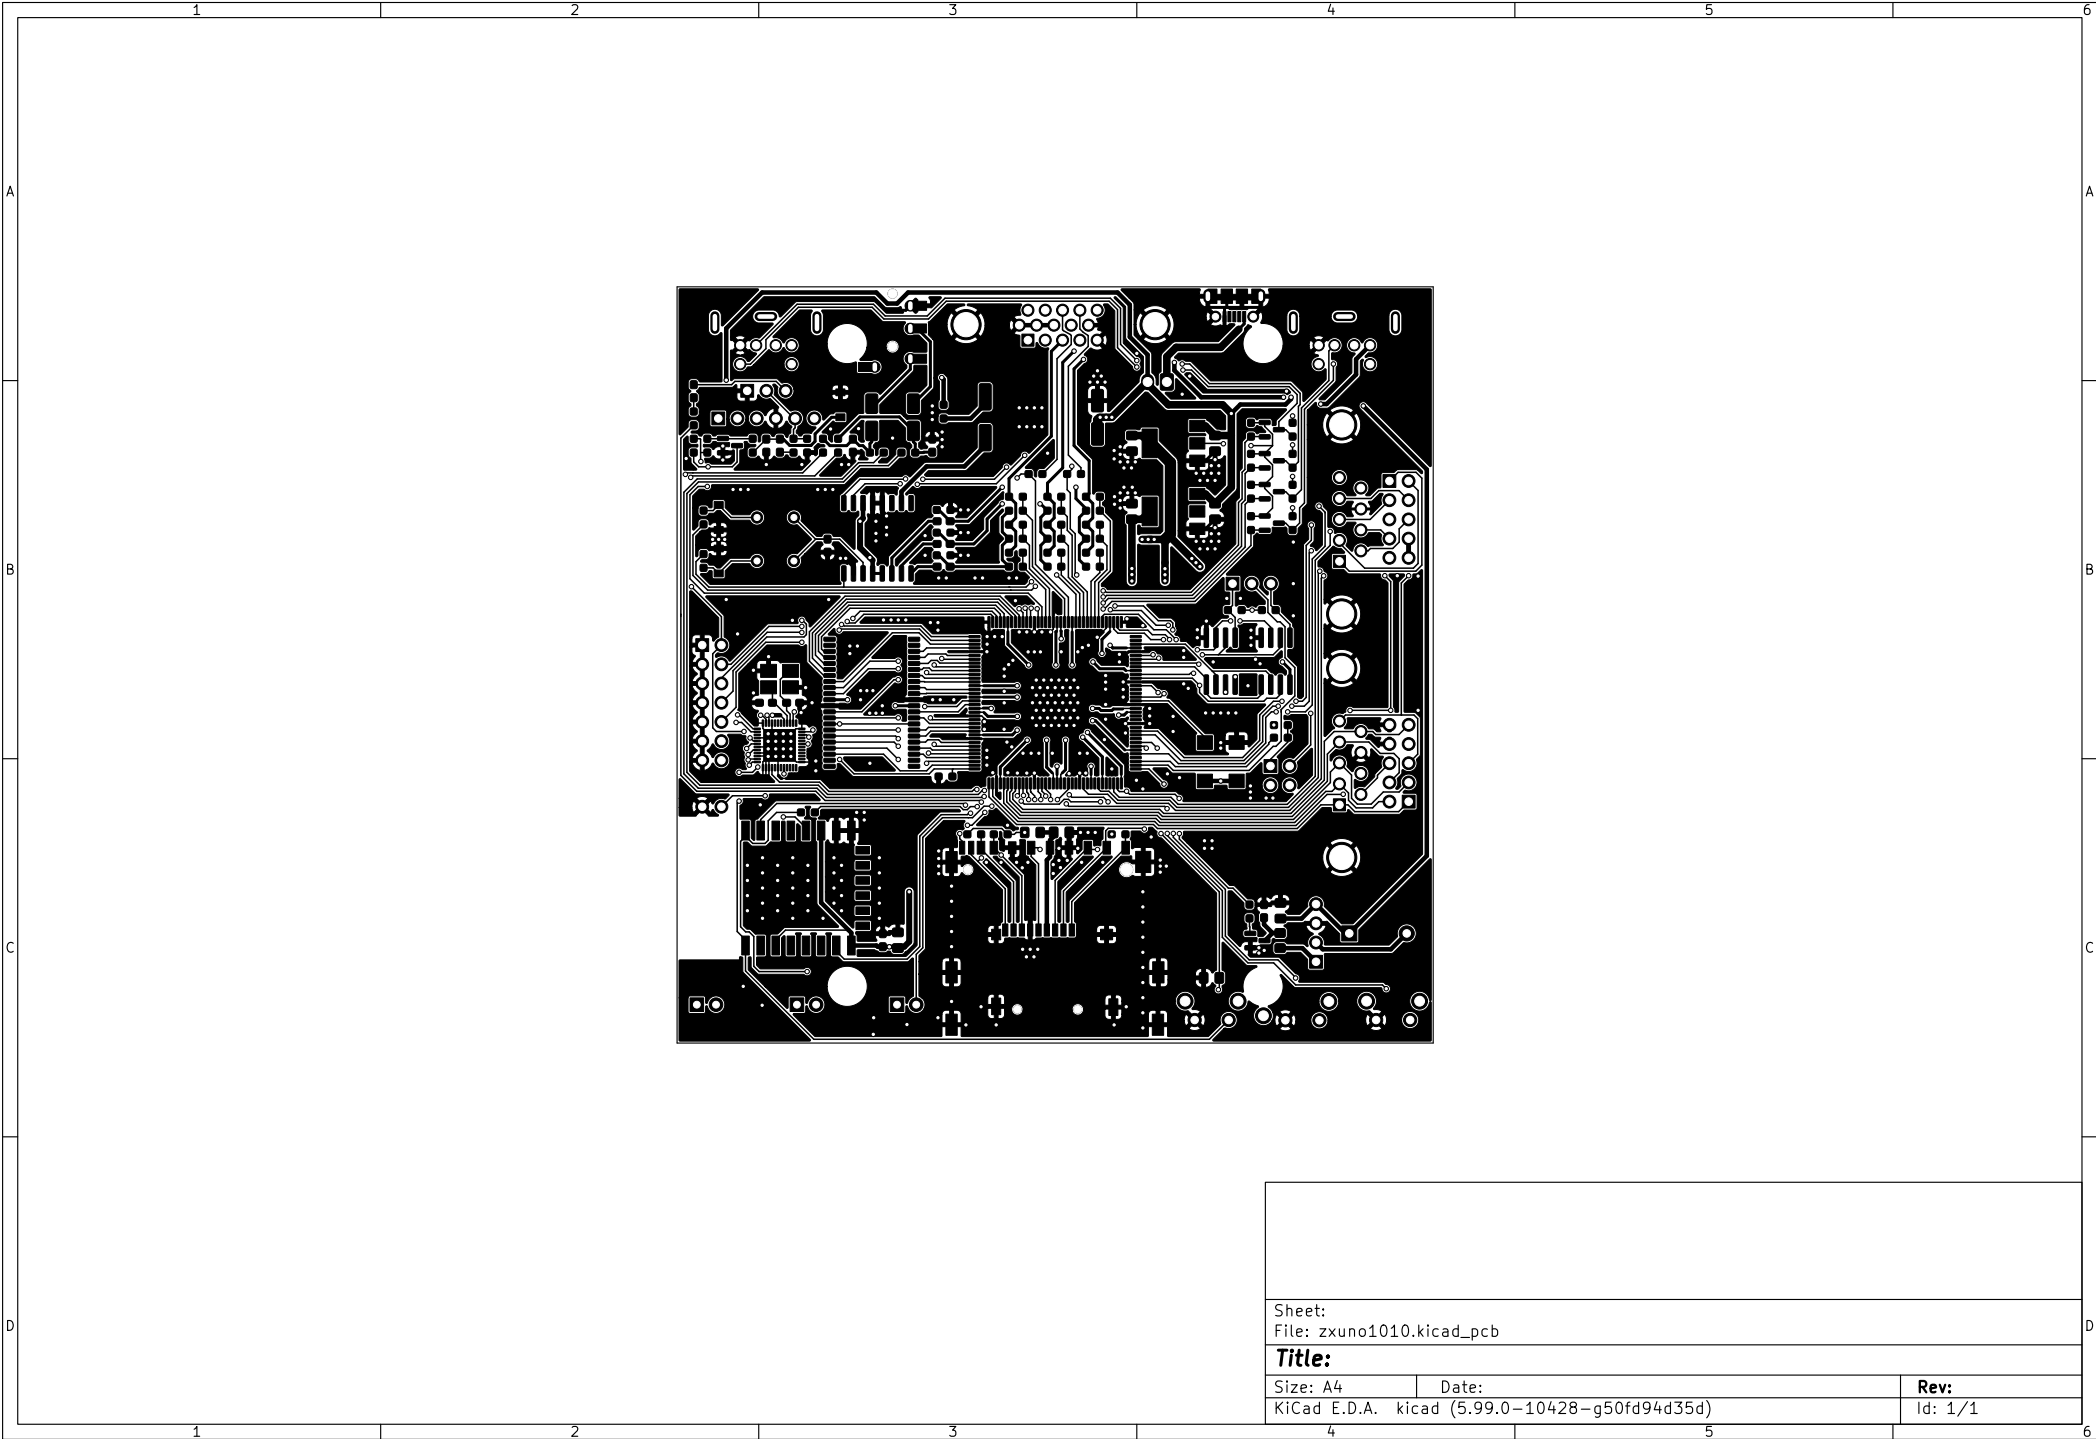 1 2 3 4 5 6
A A
B B
C C
D D
Sheet:
File: zxuno1010.kicad_pcb
Title:
Size: A4 Date: Rev:
KiCad E.D.A. kicad (5.99.0-10428-g50fd94d35d) Id: 1/1
1 2 3 4 5 6